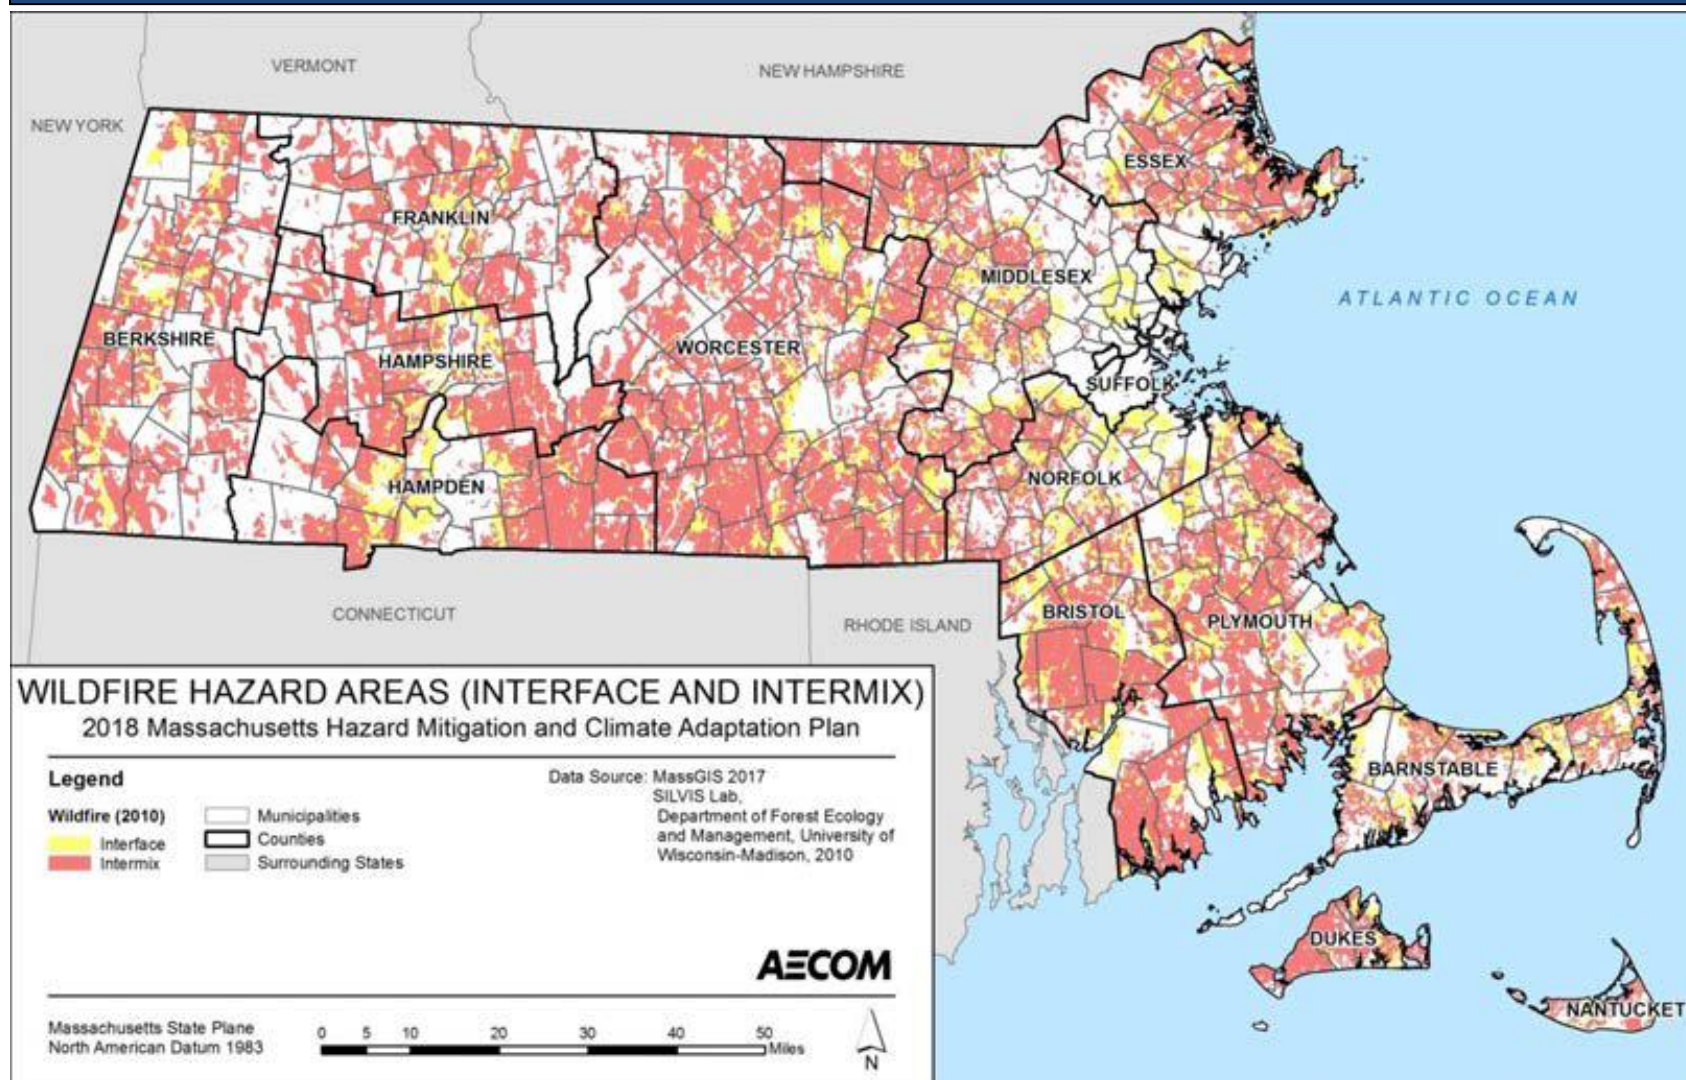 VERMONT
NEW HAMPSHIRE
NEW YORK
ESSEX
FRANKLIN
MIDDLESEX
ATLANTIC OCEAN
BERKSHIRE
HAMPSHIRE
WORCESTER
SUFFOLK
HAMPDEN
NORFOLK
CONNECTICUT
RHODE ISLAND
BRISTOL
PLYMOUTH
BARNSTABLE
DUKES
NANTUCKET
WILDFIRE HAZARD AREAS (INTERFACE AND INTERMIX)
2018 Massachusetts Hazard Mitigation and Climate Adaptation Plan
Legend
Wildfire (2010)
Interface
Intermix
Municipalities
Counties
Surrounding States
Data Source: MassGIS 2017
SILVIS Lab,
Department of Forest Ecology
and Management, University of
Wisconsin-Madison, 2010
AECOM
Massachusetts State Plane
North American Datum 1983
0 5 10 20 30 40 50
Miles
N